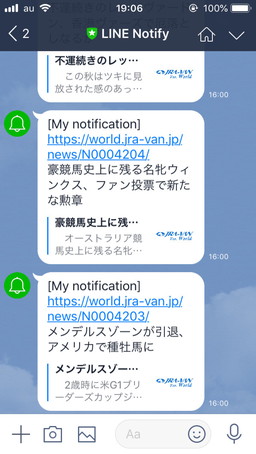 au 19:06
2 LINE Notify
不運続きのレッ…
この秋はツキに見
放された感のあっ…
JRA-VAN
Ver.World
16:00
[My notification]
https://world.jra-van.jp/
news/N0004204/
豪競馬史上に残る名牝ウィ
ンクス、ファン投票で新た
な勲章
豪競馬史上に残…
オーストラリア競
馬史上に残る名牝…
JRA-VAN
Ver.World
16:00
[My notification]
https://world.jra-van.jp/
news/N0004203/
メンデルスゾーンが引退、
アメリカで種牡馬に
メンデルスゾー…
2歳時に米G1ブリ
ーダーズカップジ…
JRA-VAN
Ver.World
16:00
Aa